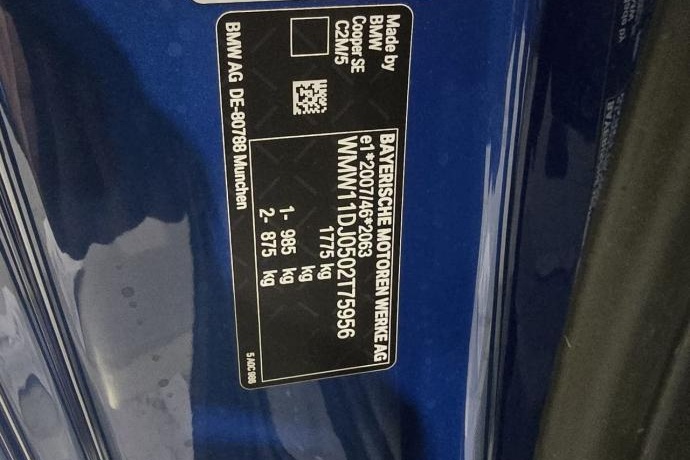 BAYERISCHE MOTOREN WERKE AG
e1*2007/46*2063
WMW11DJ0502T75956
1775 kg
kg
1- 985 kg
2- 875 kg
Made by
BMW
Cooper SE
C2M/5
BMW AG DE-80788 Munchen